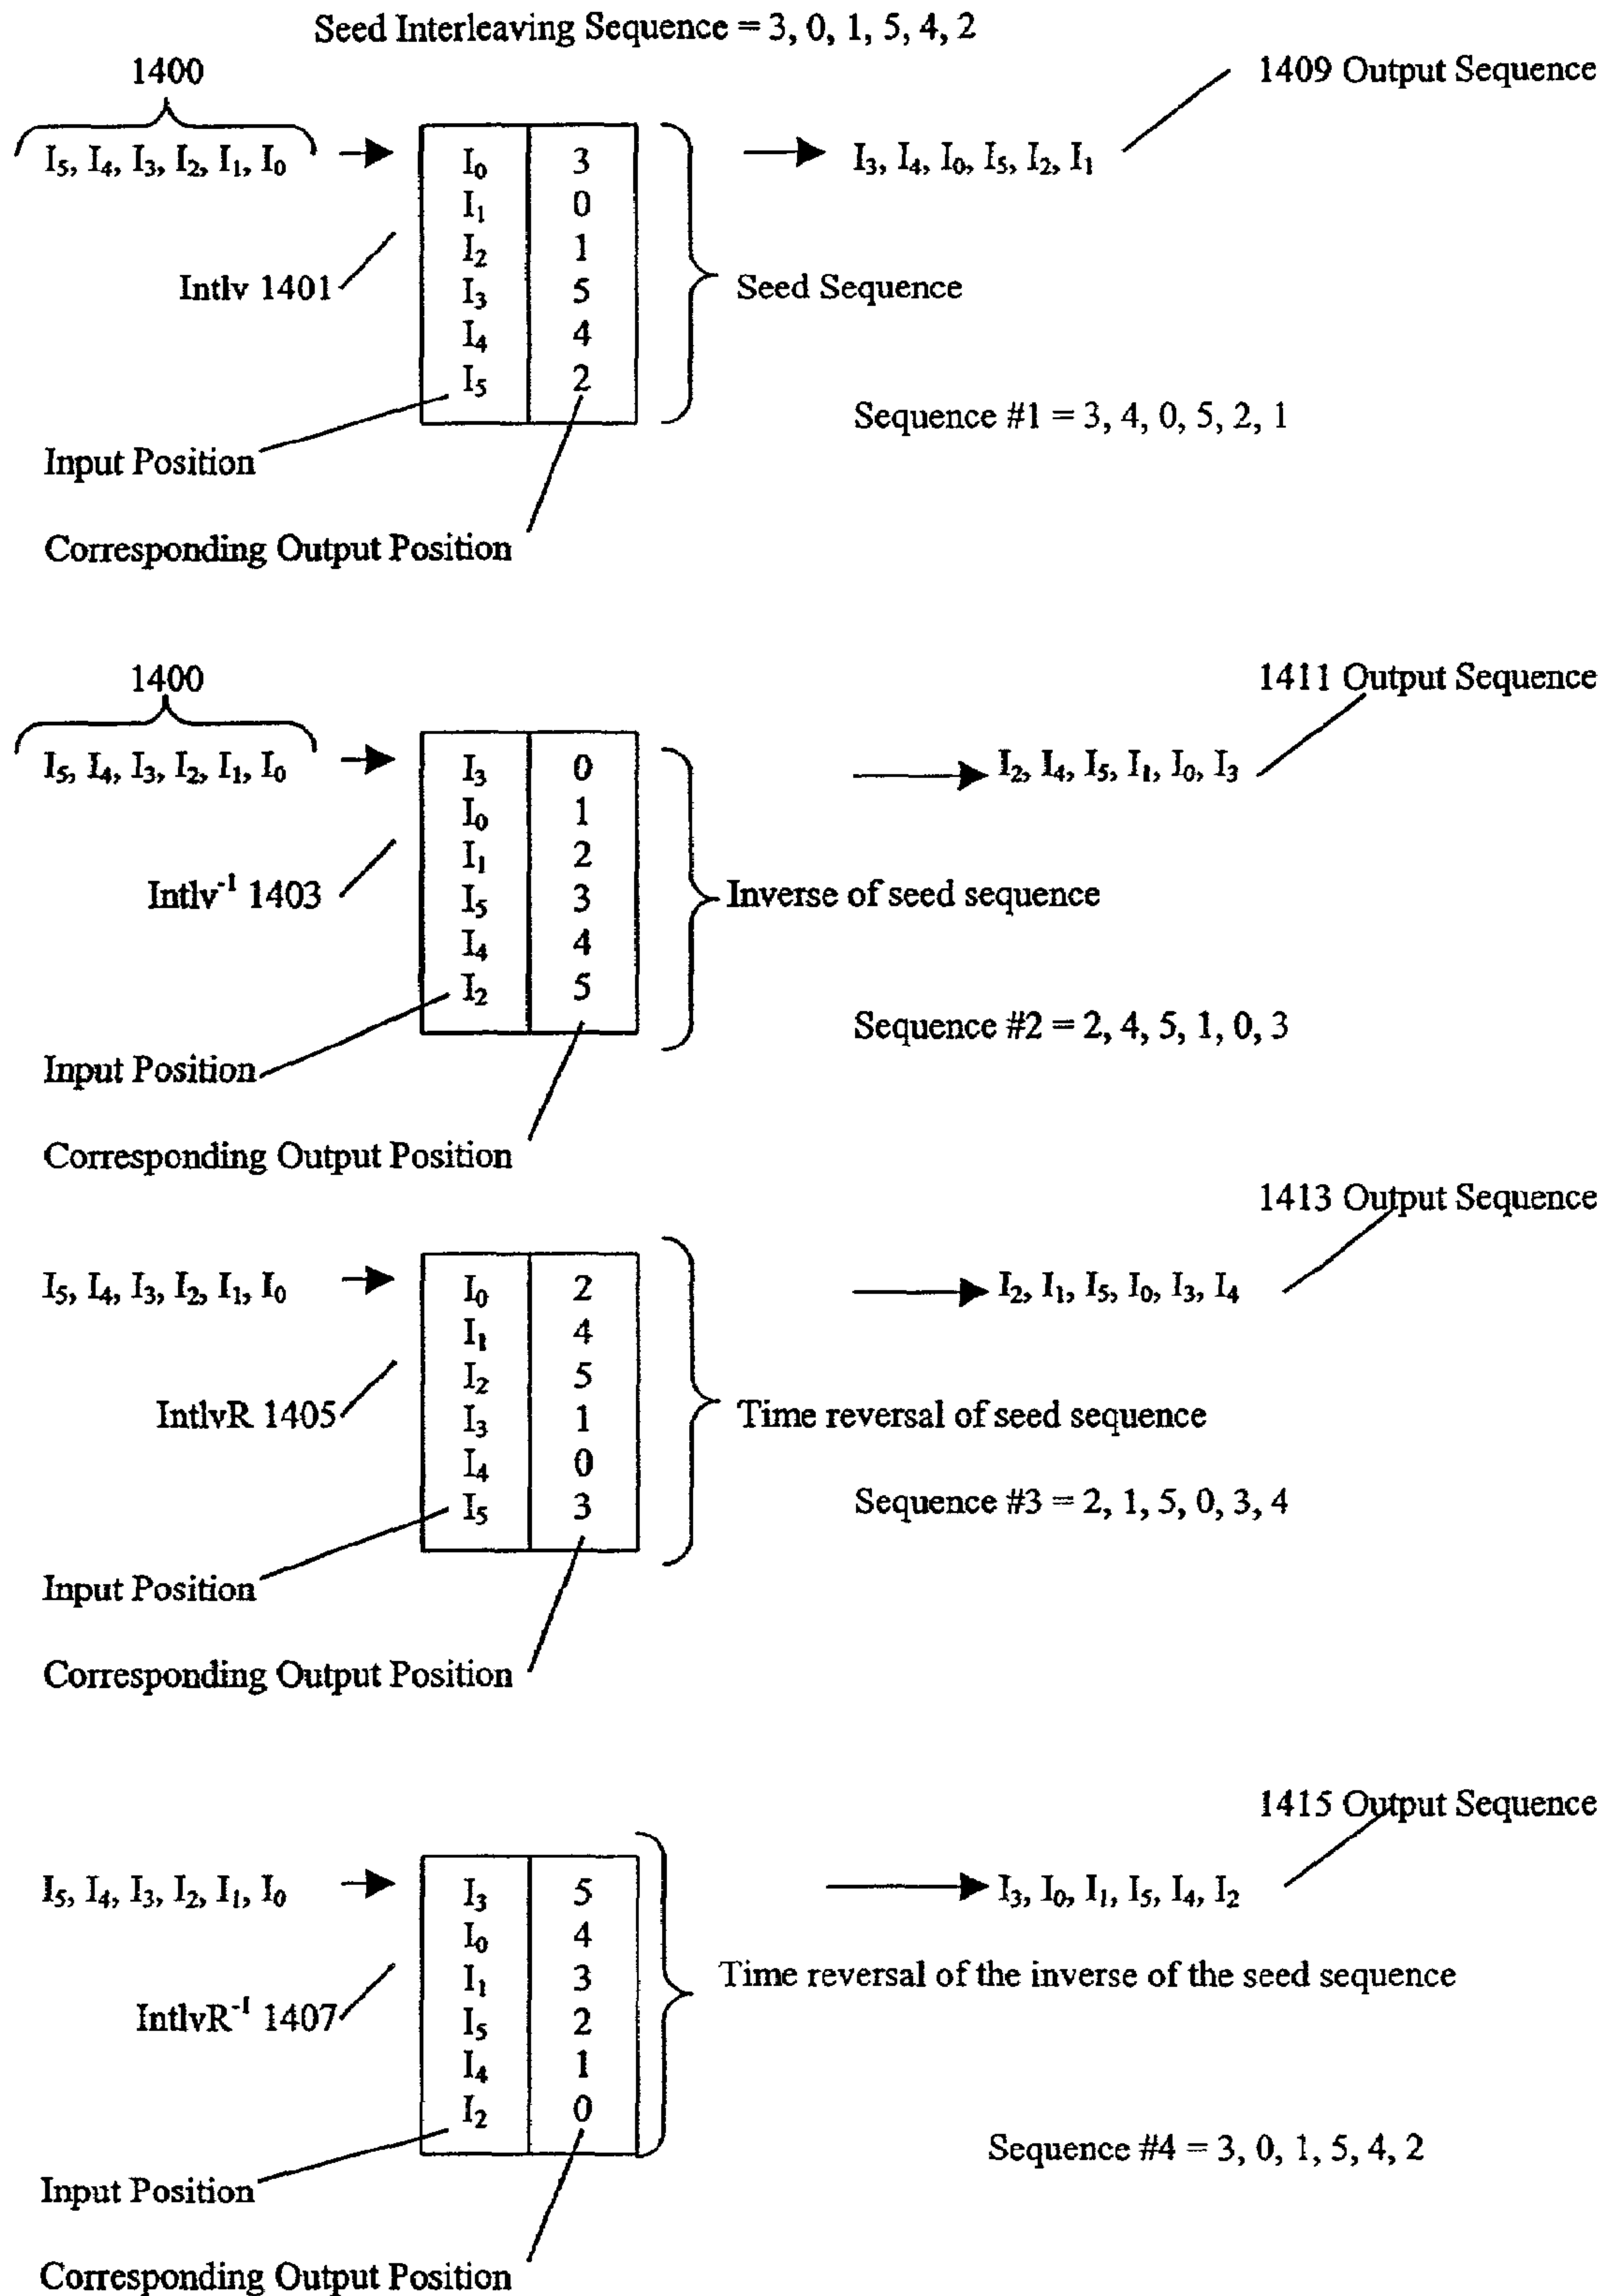 Seed Interleaving Sequence = 3, 0, 1, 5, 4, 2
1400
1409 Output Sequence
I₅, I₄, I₃, I₂, I₁, I₀
I₃, I₄, I₀, I₅, I₂, I₁
I₀ 3
I₁ 0
I₂ 1
I₃ 5
I₄ 4
I₅ 2
Intlv 1401
Seed Sequence
Sequence #1 = 3, 4, 0, 5, 2, 1
Input Position
Corresponding Output Position
1400
1411 Output Sequence
I₅, I₄, I₃, I₂, I₁, I₀
I₂, I₄, I₅, I₁, I₀, I₃
I₃ 0
I₀ 1
I₁ 2
I₅ 3
I₄ 4
I₂ 5
Intlv⁻¹ 1403
Inverse of seed sequence
Sequence #2 = 2, 4, 5, 1, 0, 3
Input Position
Corresponding Output Position
1413 Output Sequence
I₅, I₄, I₃, I₂, I₁, I₀
I₂, I₁, I₅, I₀, I₃, I₄
I₀ 2
I₁ 4
I₂ 5
I₃ 1
I₄ 0
I₅ 3
IntlvR 1405
Time reversal of seed sequence
Sequence #3 = 2, 1, 5, 0, 3, 4
Input Position
Corresponding Output Position
1415 Output Sequence
I₅, I₄, I₃, I₂, I₁, I₀
I₃, I₀, I₁, I₅, I₄, I₂
I₃ 5
I₀ 4
I₁ 3
I₅ 2
I₄ 1
I₂ 0
IntlvR⁻¹ 1407
Time reversal of the inverse of the seed sequence
Sequence #4 = 3, 0, 1, 5, 4, 2
Input Position
Corresponding Output Position